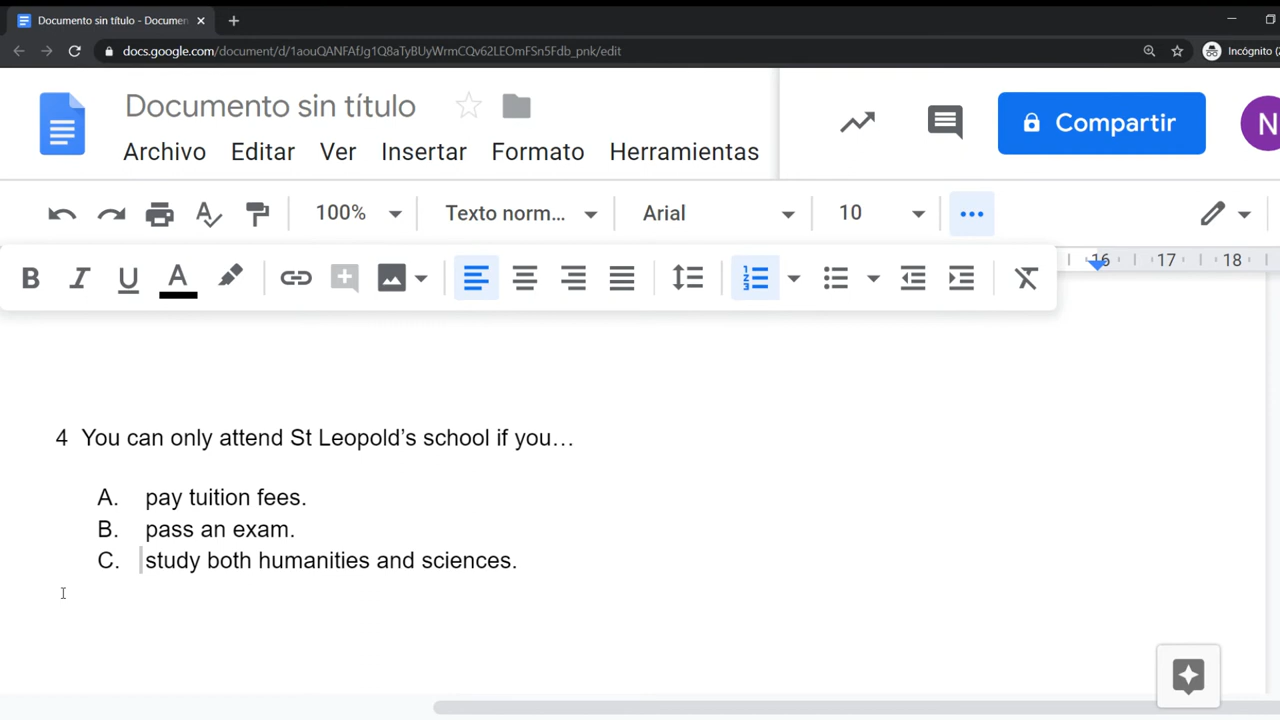 Documento sin título - Documen
docs.google.com/document/d/1aouQANFAfJg1Q8aTyBUyWrmCQv62LEOmFSn5Fdb_pnk/edit
Incógnito (2
Documento sin título
Archivo Editar Ver Insertar Formato Herramientas
Compartir
N
100% Texto norm... Arial 10
B I U A
16 17 18
4 You can only attend St Leopold’s school if you…
A. pay tuition fees.
B. pass an exam.
C. study both humanities and sciences.